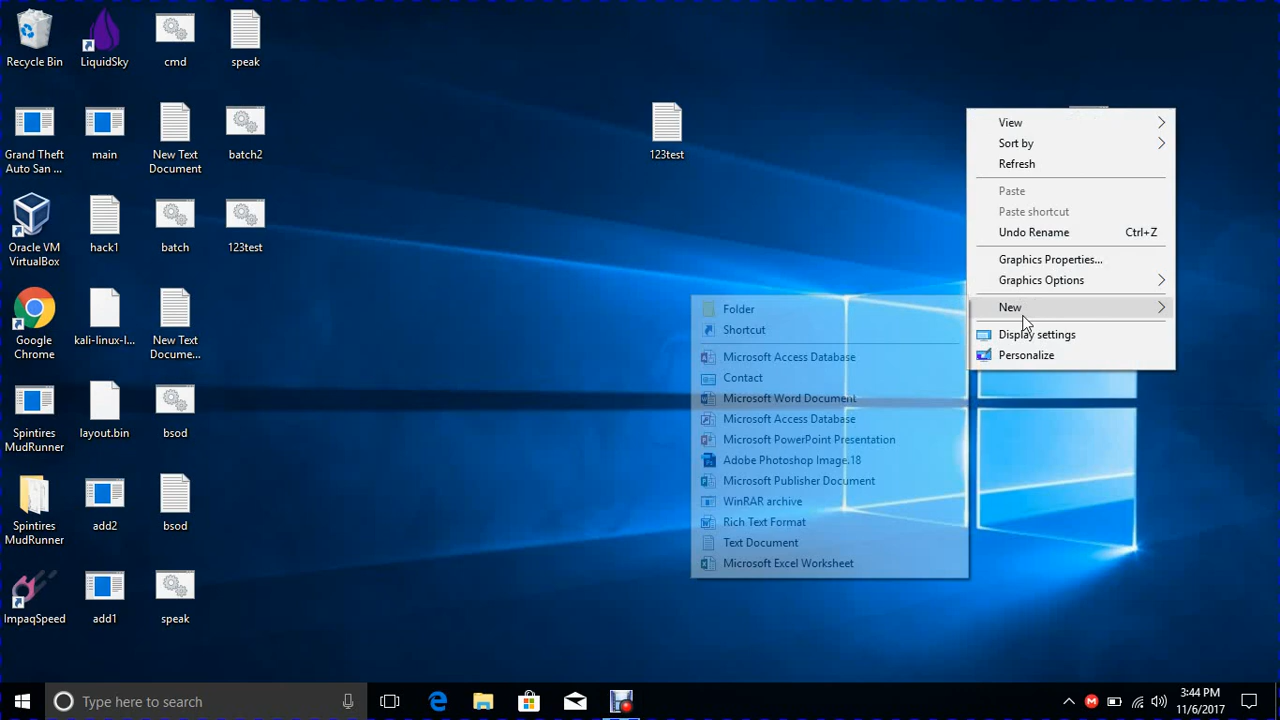 Recycle Bin
LiquidSky
cmd
speak
Grand Theft
Auto San ...
main
New Text
Document
batch2
123test
Oracle VM
VirtualBox
hack1
batch
123test
Google
Chrome
kali-linux-l...
New Text
Docume...
Spintires
MudRunner
layout.bin
bsod
Spintires
MudRunner
add2
bsod
ImpaqSpeed
add1
speak
View
Sort by
Refresh
Paste
Paste shortcut
Undo Rename Ctrl+Z
Graphics Properties...
Graphics Options
New
Display settings
Personalize
Folder
Shortcut
Microsoft Access Database
Contact
Microsoft Word Document
Microsoft Access Database
Microsoft PowerPoint Presentation
Adobe Photoshop Image.18
Microsoft Publisher Document
WinRAR archive
Rich Text Format
Text Document
Microsoft Excel Worksheet
Type here to search
3:44 PM
11/6/2017